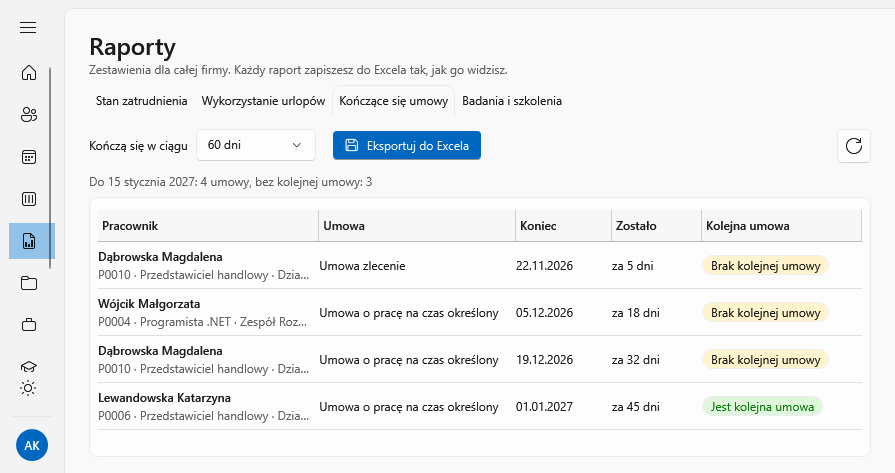 Raporty
Zestawienia dla całej firmy. Każdy raport zapiszesz do Excela tak, jak go widzisz.
Stan zatrudnienia Wykorzystanie urlopów Kończące się umowy Badania i szkolenia
Kończą się w ciągu 60 dni Eksportuj do Excela
Do 15 stycznia 2027: 4 umowy, bez kolejnej umowy: 3
Pracownik Umowa Koniec Zostało Kolejna umowa
Dąbrowska Magdalena
P0010 · Przedstawiciel handlowy · Dzia... Umowa zlecenie 22.11.2026 za 5 dni Brak kolejnej umowy
Wójcik Małgorzata
P0004 · Programista .NET · Zespół Roz... Umowa o pracę na czas określony 05.12.2026 za 18 dni Brak kolejnej umowy
Dąbrowska Magdalena
P0010 · Przedstawiciel handlowy · Dzia... Umowa o pracę na czas określony 19.12.2026 za 32 dni Brak kolejnej umowy
Lewandowska Katarzyna
P0006 · Przedstawiciel handlowy · Dzia... Umowa o pracę na czas określony 01.01.2027 za 45 dni Jest kolejna umowa
AK